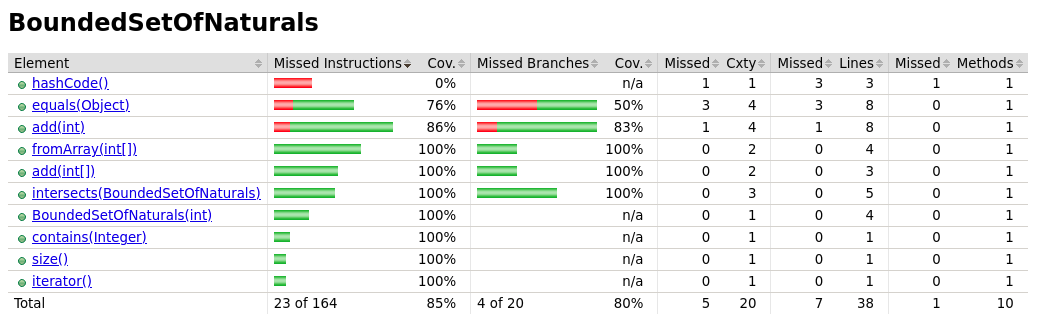 BoundedSetOfNaturals
Element Missed Instructions Cov. Missed Branches Cov. Missed Cxty Missed Lines Missed Methods
hashCode() 0% n/a 1 1 3 3 1 1
equals(Object) 76% 50% 3 4 3 8 0 1
add(int) 86% 83% 1 4 1 8 0 1
fromArray(int[]) 100% 100% 0 2 0 4 0 1
add(int[]) 100% 100% 0 2 0 3 0 1
intersects(BoundedSetOfNaturals) 100% 100% 0 3 0 5 0 1
BoundedSetOfNaturals(int) 100% n/a 0 1 0 4 0 1
contains(Integer) 100% n/a 0 1 0 1 0 1
size() 100% n/a 0 1 0 1 0 1
iterator() 100% n/a 0 1 0 1 0 1
Total 23 of 164 85% 4 of 20 80% 5 20 7 38 1 10